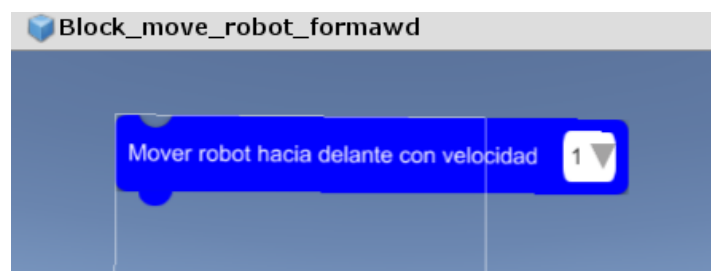 Block_move_robot_formawd
Mover robot hacia delante con velocidad 1